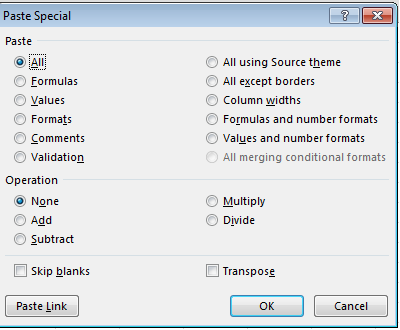 Paste Special
?
Paste
All
All using Source theme
Formulas
All except borders
Values
Column widths
Formats
Formulas and number formats
Comments
Values and number formats
Validation
All merging conditional formats
Operation
None
Multiply
Add
Divide
Subtract
Skip blanks
Transpose
Paste Link
OK
Cancel